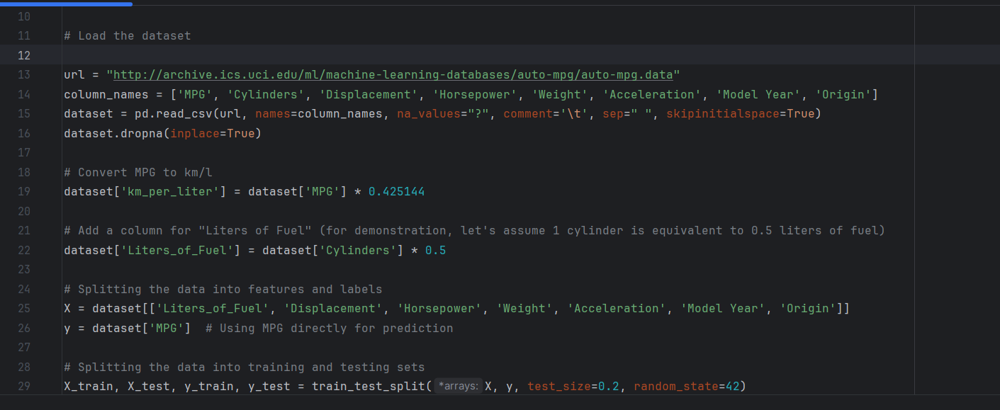 10
11 # Load the dataset
12
13 url = "http://archive.ics.uci.edu/ml/machine-learning-databases/auto-mpg/auto-mpg.data"
14 column_names = ['MPG', 'Cylinders', 'Displacement', 'Horsepower', 'Weight', 'Acceleration', 'Model Year', 'Origin']
15 dataset = pd.read_csv(url, names=column_names, na_values="?", comment='\t', sep=" ", skipinitialspace=True)
16 dataset.dropna(inplace=True)
17
18 # Convert MPG to km/l
19 dataset['km_per_liter'] = dataset['MPG'] * 0.425144
20
21 # Add a column for "Liters of Fuel" (for demonstration, let's assume 1 cylinder is equivalent to 0.5 liters of fuel)
22 dataset['Liters_of_Fuel'] = dataset['Cylinders'] * 0.5
23
24 # Splitting the data into features and labels
25 X = dataset[['Liters_of_Fuel', 'Displacement', 'Horsepower', 'Weight', 'Acceleration', 'Model Year', 'Origin']]
26 y = dataset['MPG']  # Using MPG directly for prediction
27
28 # Splitting the data into training and testing sets
29 X_train, X_test, y_train, y_test = train_test_split( *arrays: X, y, test_size=0.2, random_state=42)